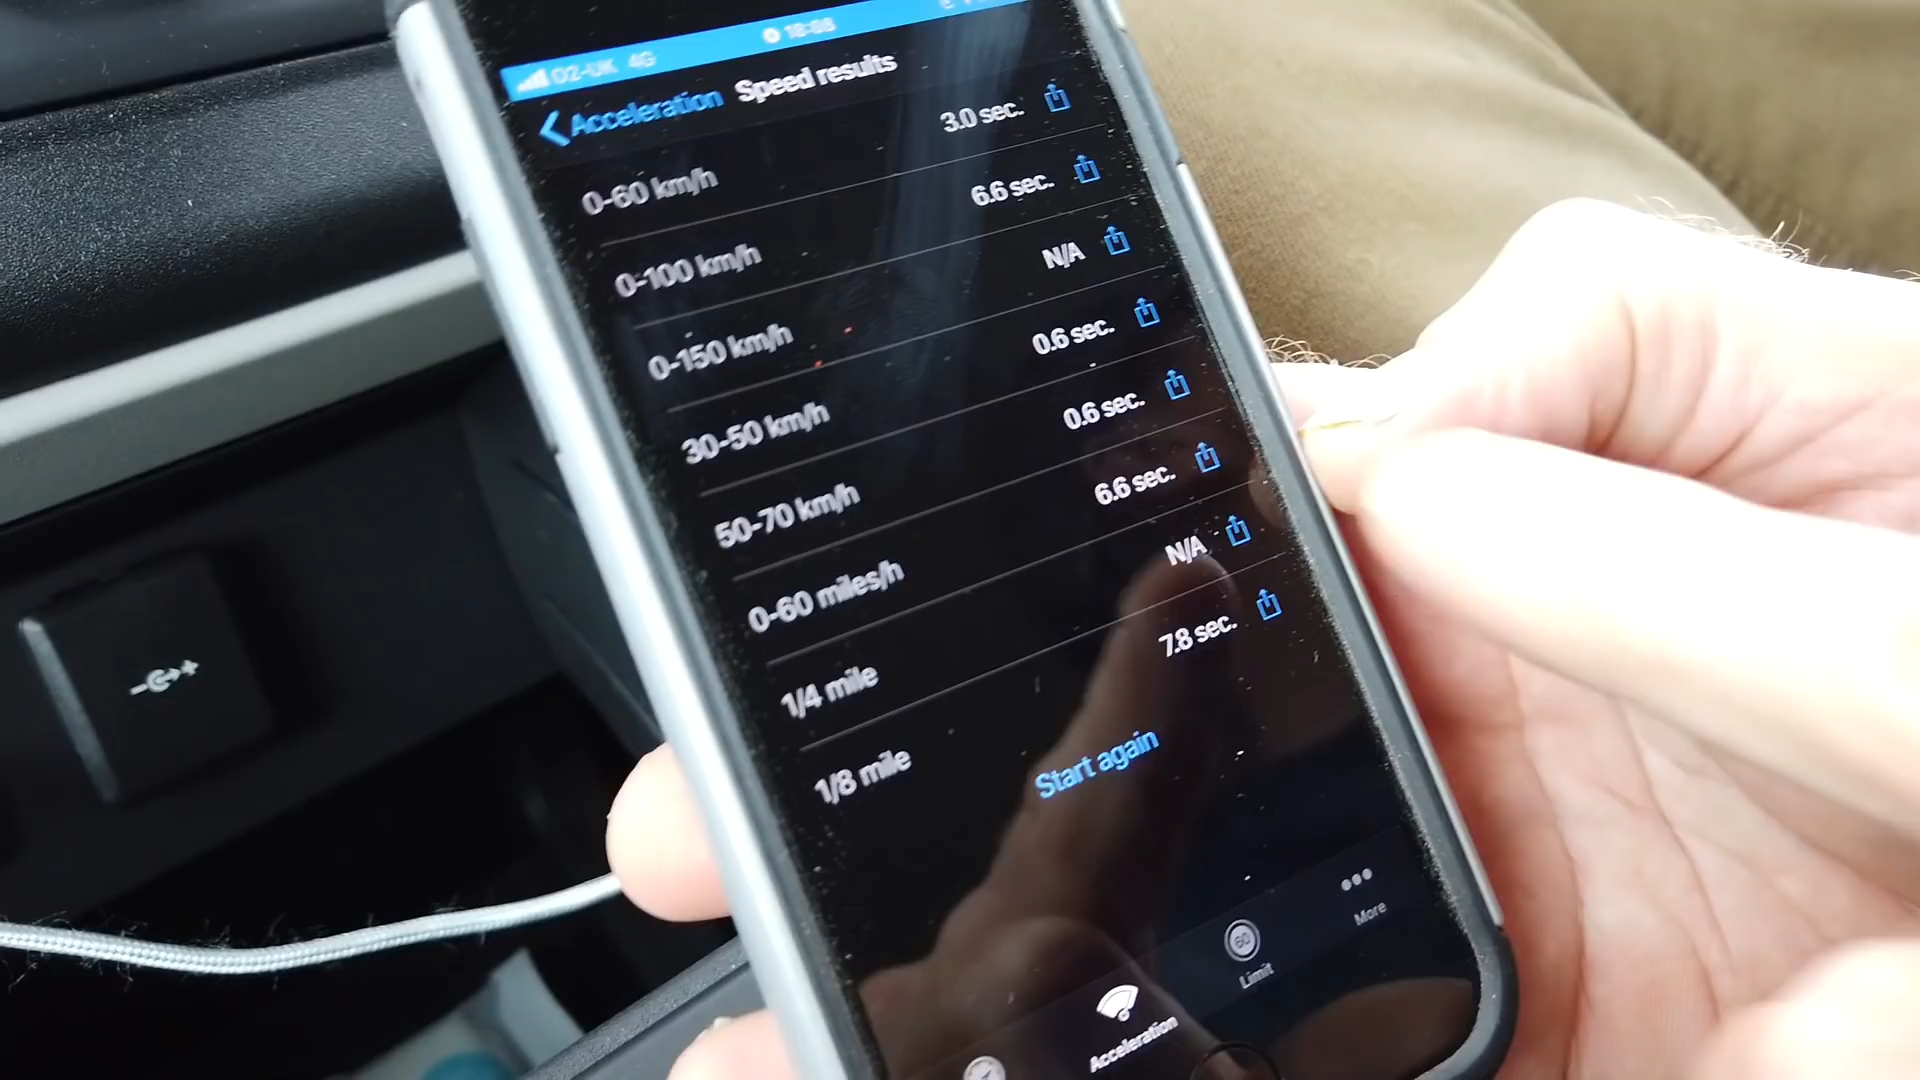 O2-UK 4G 18:08
Acceleration Speed results
0-60 km/h 3.0 sec.
0-100 km/h 6.6 sec.
0-150 km/h N/A
30-50 km/h 0.6 sec.
50-70 km/h 0.6 sec.
0-60 miles/h 6.6 sec.
1/4 mile N/A
1/8 mile 7.8 sec.
Start again
Acceleration
60
Limit
More